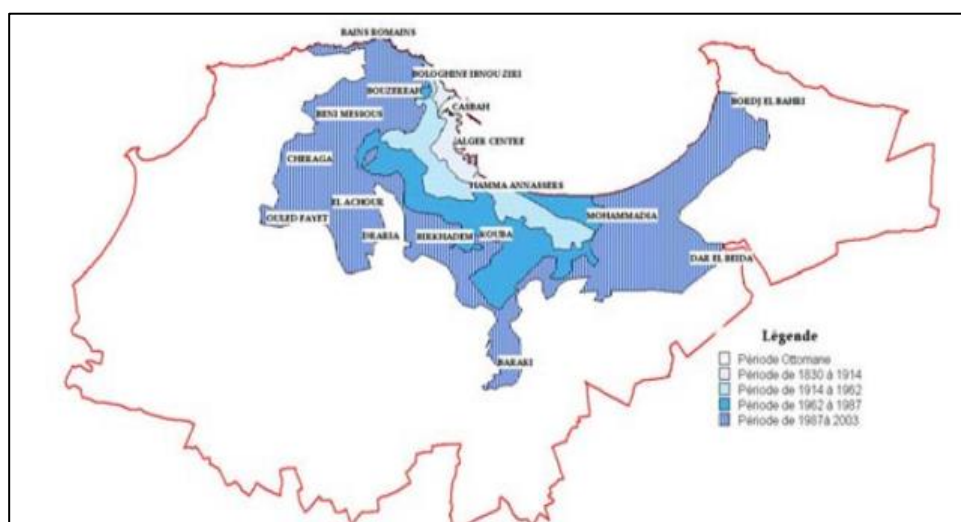 BAINS ROMAINS
BOLOGHINE IBNOU ZIRI
BOUZEREAH
CASBAH
BENI MESSOUS
BORDJ EL BAHRI
ALGER CENTRE
CHERAGA
HAMMA ANNASSERS
EL ACHOUR
OULED FAYET
MOHAMMADIA
DRARIA
BIRKHADEM
KOUBA
DAR EL BEIDA
BARAKI
Légende
Période Ottomane
Période de 1830 à 1914
Période de 1914 à 1962
Période de 1962 à 1987
Période de 1987à 2003